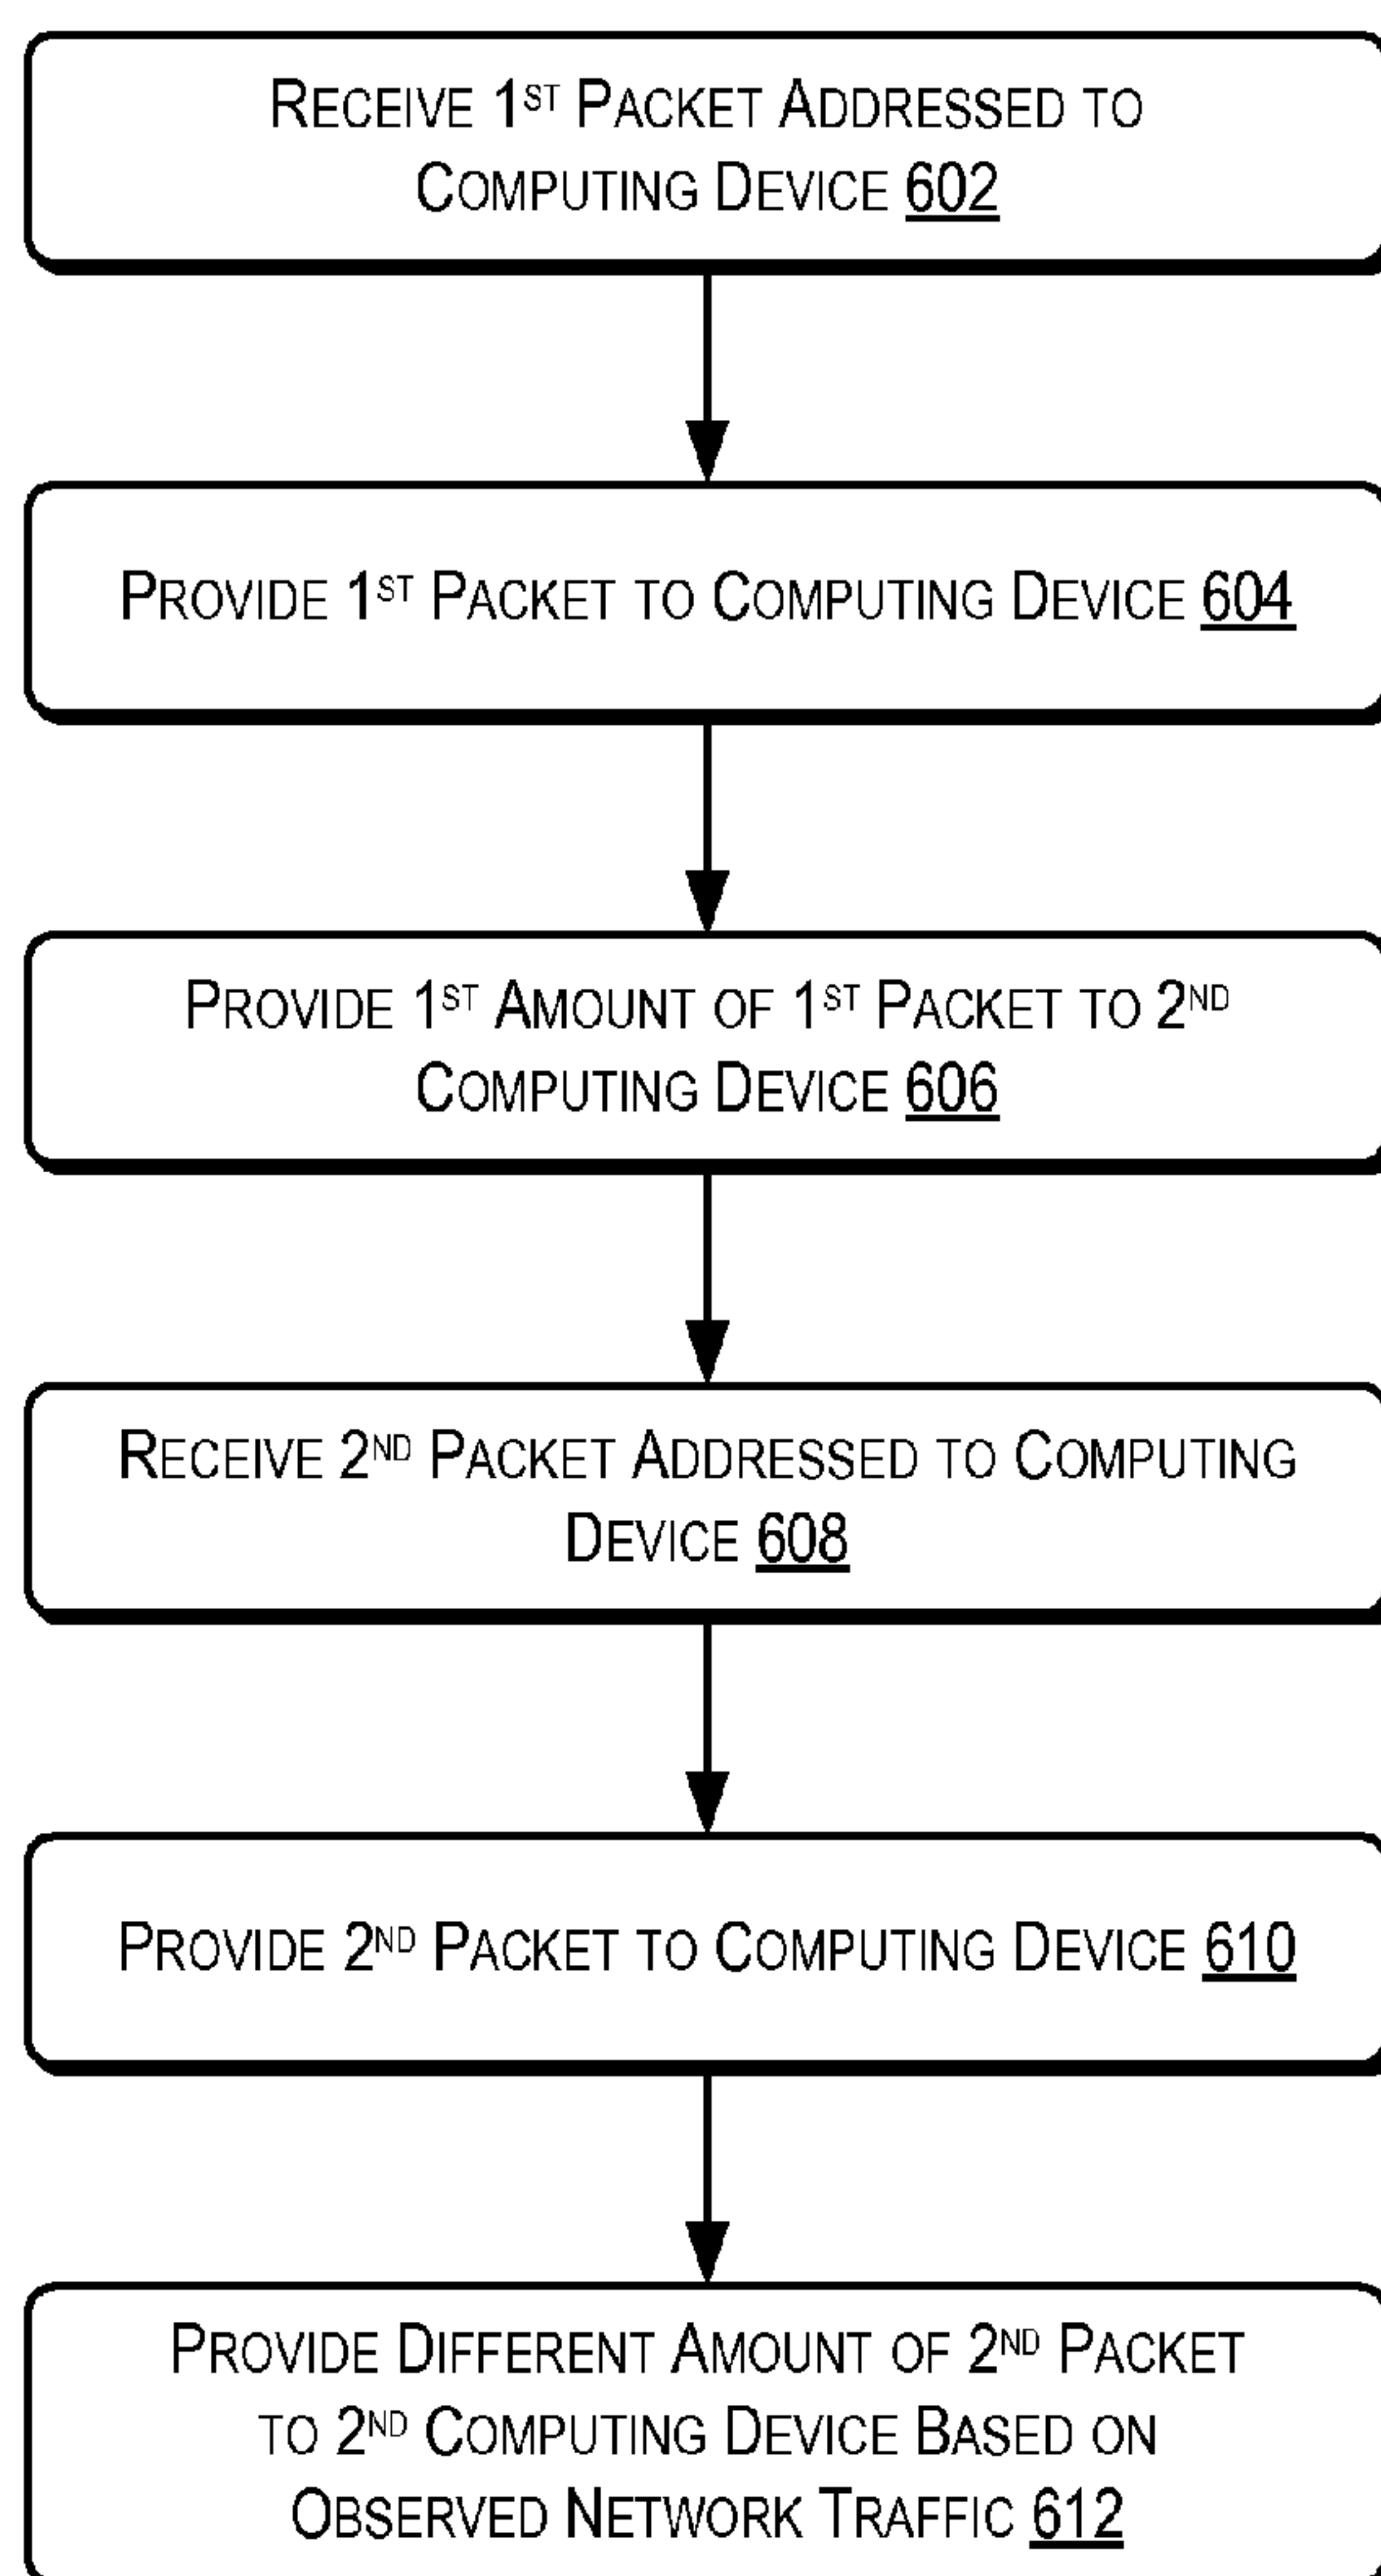 RECEIVE 1ST PACKET ADDRESSED TO
COMPUTING DEVICE 602
PROVIDE 1ST PACKET TO COMPUTING DEVICE 604
PROVIDE 1ST AMOUNT OF 1ST PACKET TO 2ND
COMPUTING DEVICE 606
RECEIVE 2ND PACKET ADDRESSED TO COMPUTING
DEVICE 608
PROVIDE 2ND PACKET TO COMPUTING DEVICE 610
PROVIDE DIFFERENT AMOUNT OF 2ND PACKET
TO 2ND COMPUTING DEVICE BASED ON
OBSERVED NETWORK TRAFFIC 612